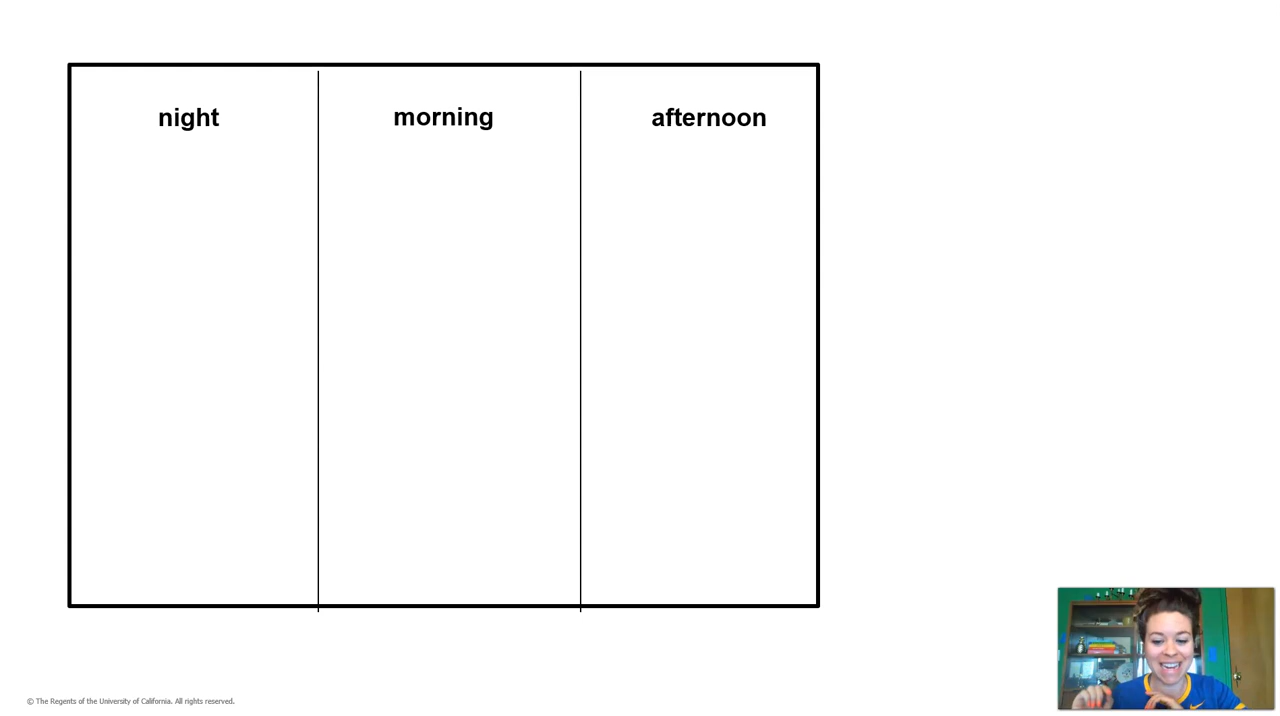 night
morning
afternoon
© The Regents of the University of California. All rights reserved.